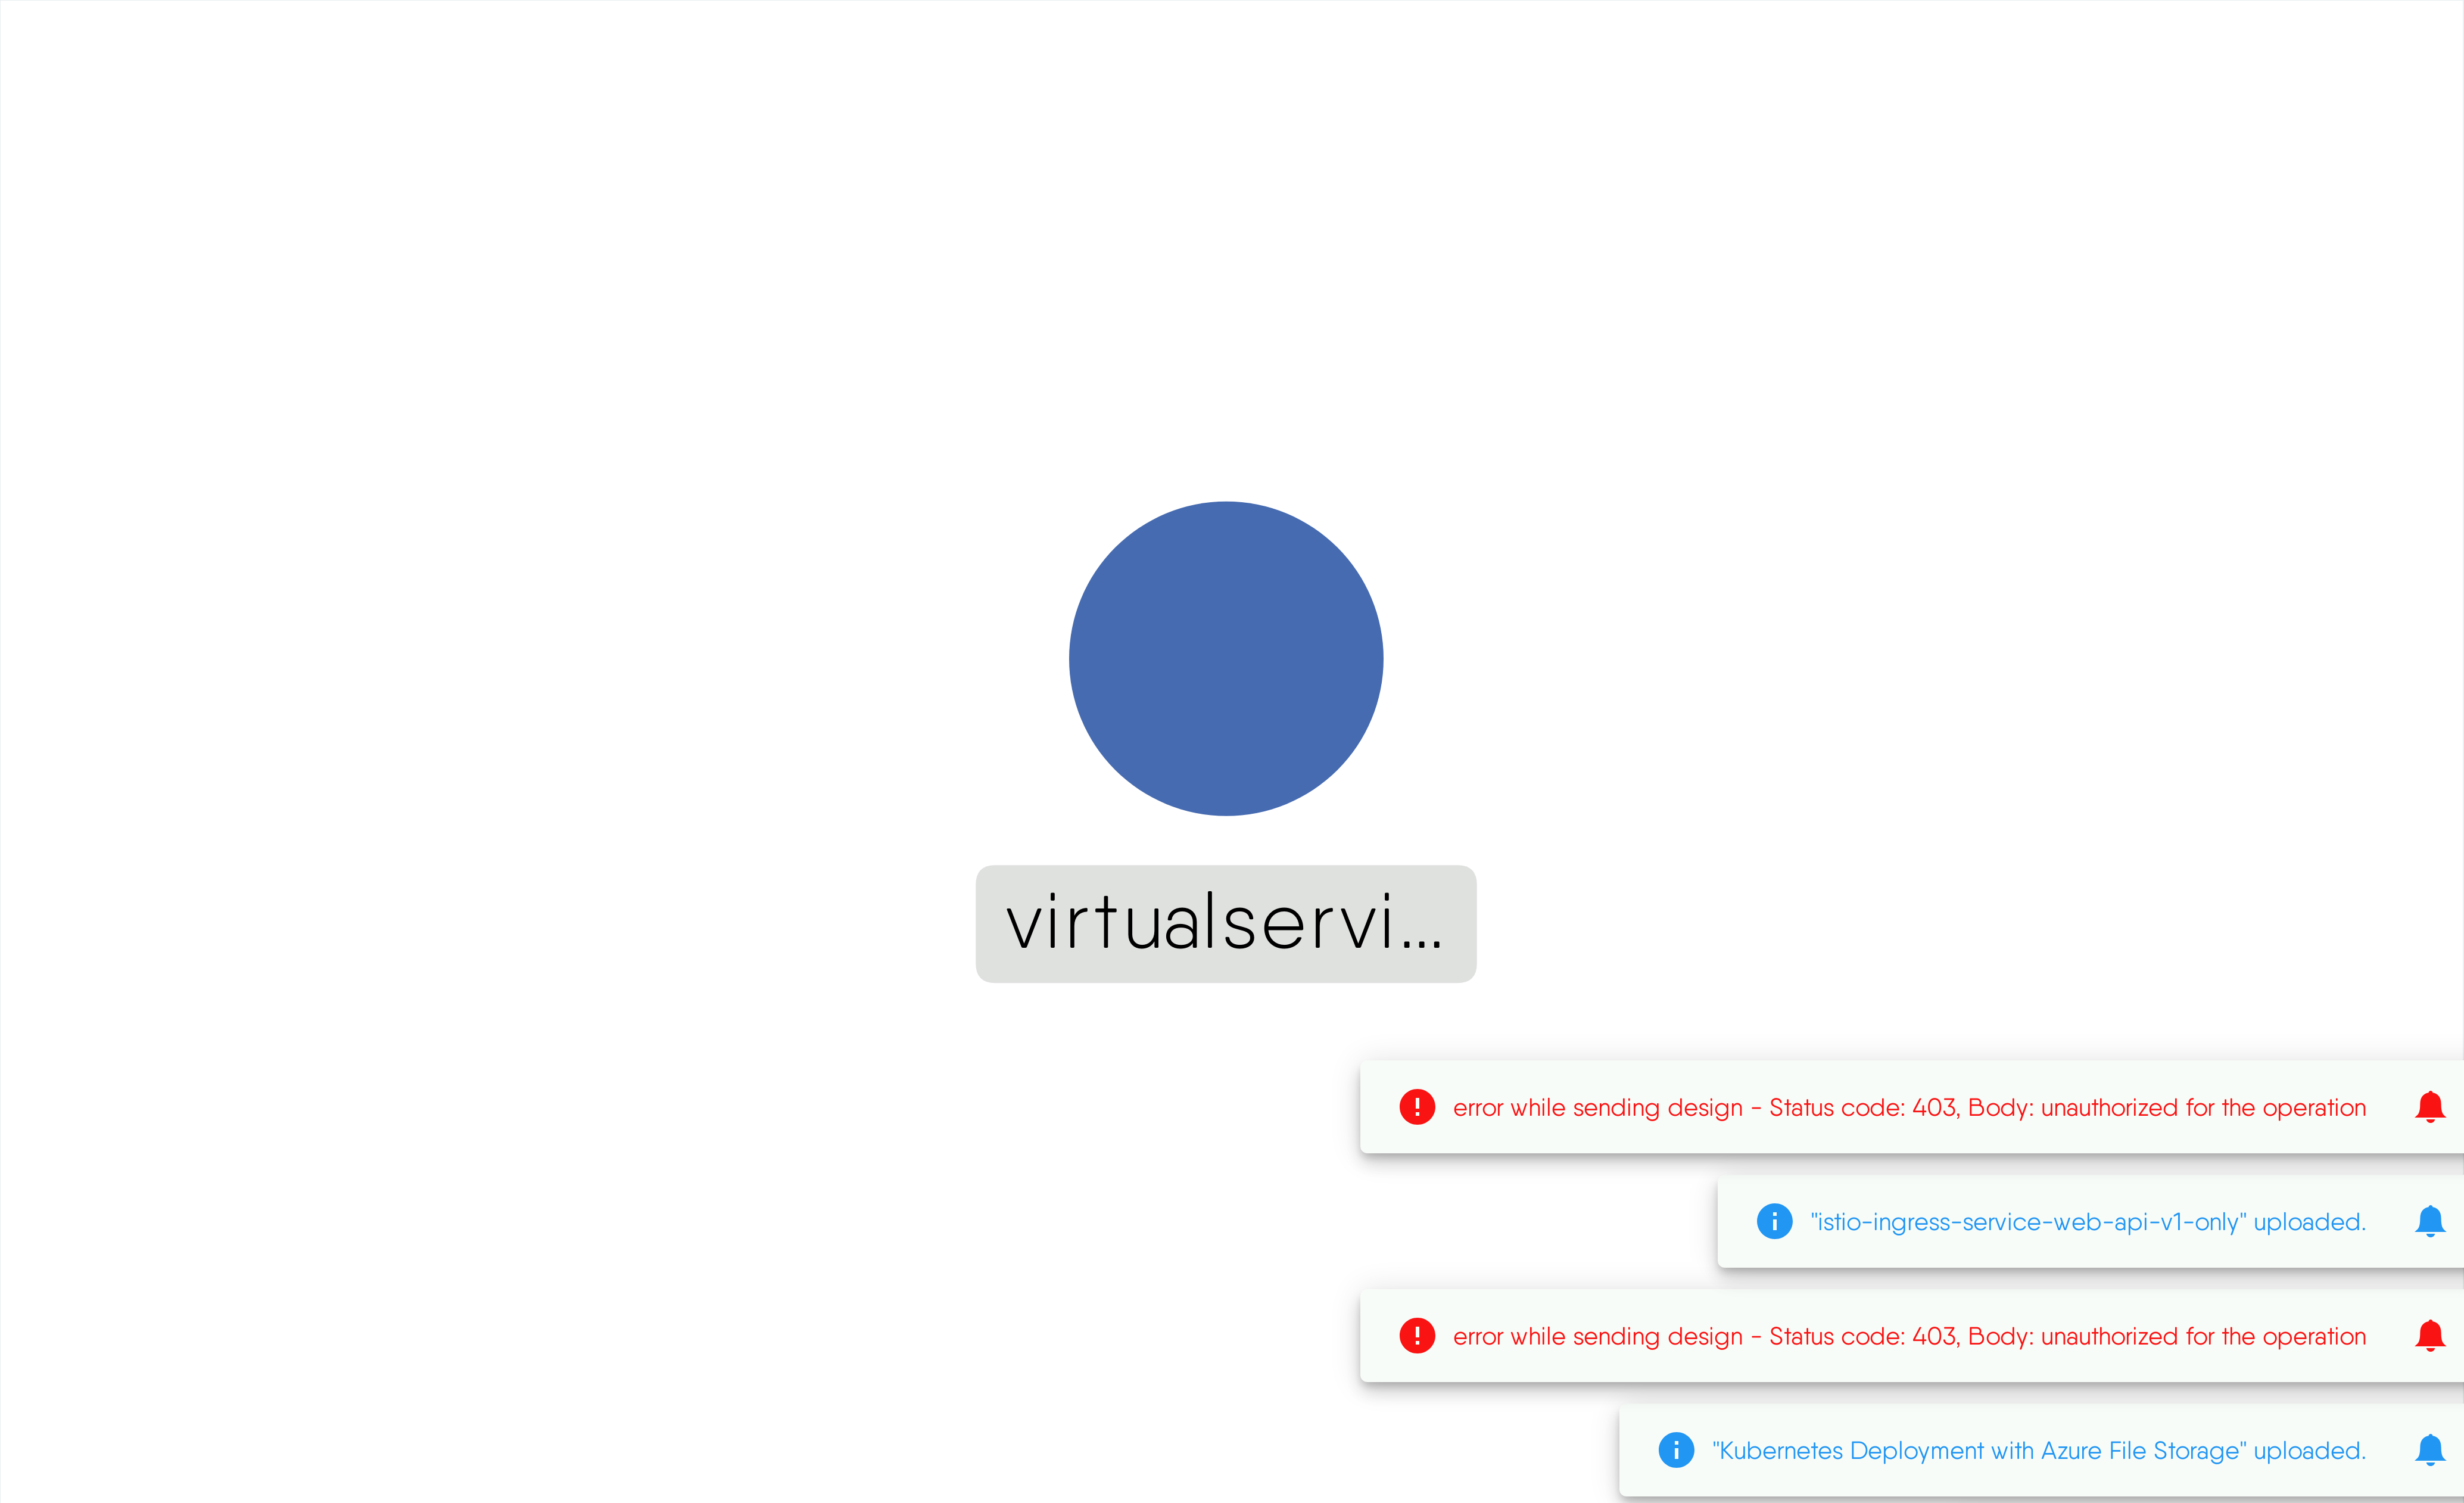 virtualservi...
error while sending design - Status code: 403, Body: unauthorized for the operation
"istio-ingress-service-web-api-v1-only" uploaded.
error while sending design - Status code: 403, Body: unauthorized for the operation
"Kubernetes Deployment with Azure File Storage" uploaded.